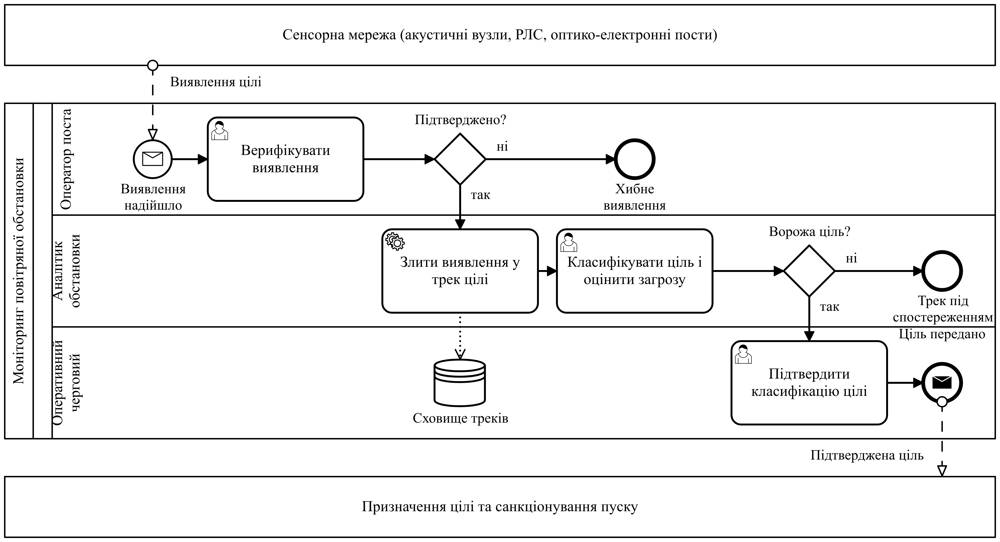 Сенсорна мережа (акустичні вузли, РЛС, оптико-електронні пости)
Виявлення цілі
Моніторинг повітряної обстановки
Оператор поста
Виявлення
надійшло
Верифікувати
виявлення
Підтверджено?
ні
так
Хибне
виявлення
Аналітик
обстановки
Злити виявлення у
трек цілі
Класифікувати ціль і
оцінити загрозу
Ворожа ціль?
ні
так
Трек під
спостереженням
Оперативний
черговий
Сховище треків
Підтвердити
класифікацію цілі
Ціль передано
Підтверджена ціль
Призначення цілі та санкціонування пуску